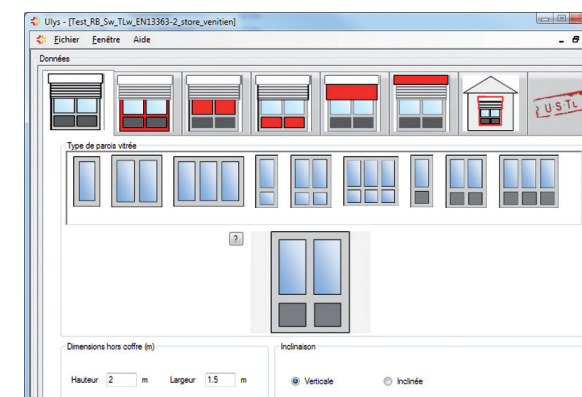 Ulys - [Test_RB_Sw_TLw_EN13363-2_store_venitien]
Fichier Fenêtre Aide
Données
U.S.TL
Type de parois vitrée
?
Dimensions hors coffre (m)
Inclinaison
Hauteur 2 m Largeur 1.5 m
Verticale Inclinée